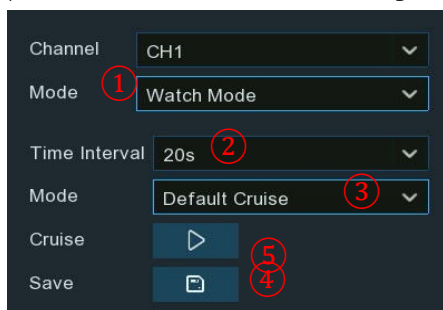 Channel CH1
Mode ① Watch Mode
Time Interval 20s ②
Mode Default Cruise ③
Cruise ⑤
Save ④